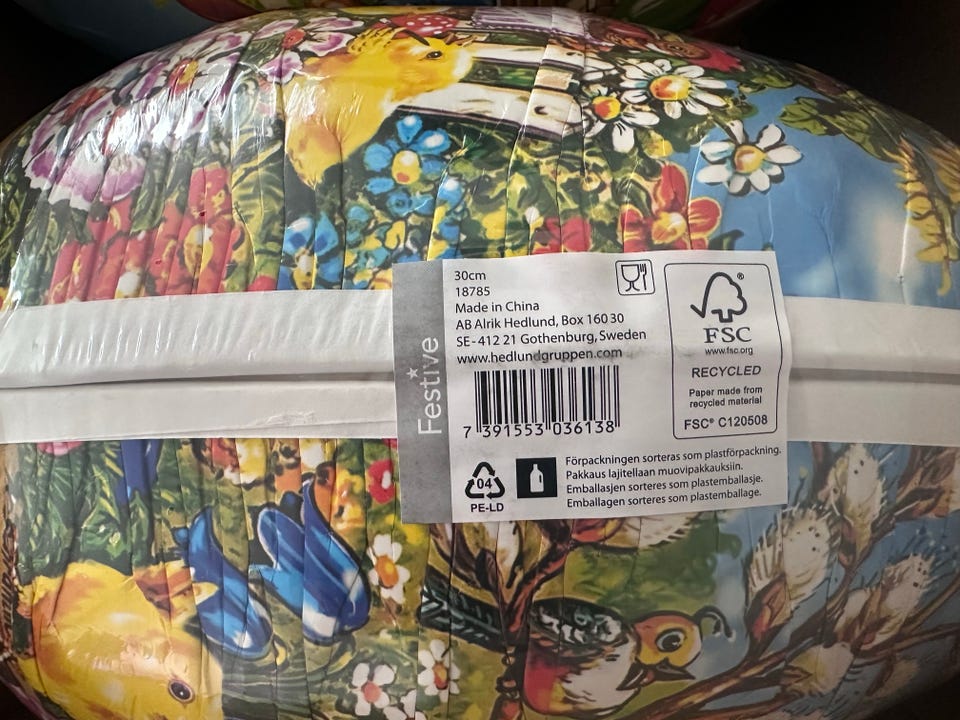 Festive
30cm
18785
Made in China
AB Alrik Hedlund, Box 160 30
SE-412 21 Gothenburg, Sweden
www.hedlundgruppen.com
7 391553 036138
FSC®
www.fsc.org
RECYCLED
Paper made from
recycled material
FSC® C120508
04
PE-LD
Förpackningen sorteras som plastförpackning.
Pakkaus lajitellaan muovipakkauksiin.
Emballasjen sorteres som plastemballasje.
Emballagen sorteres som plastemballage.